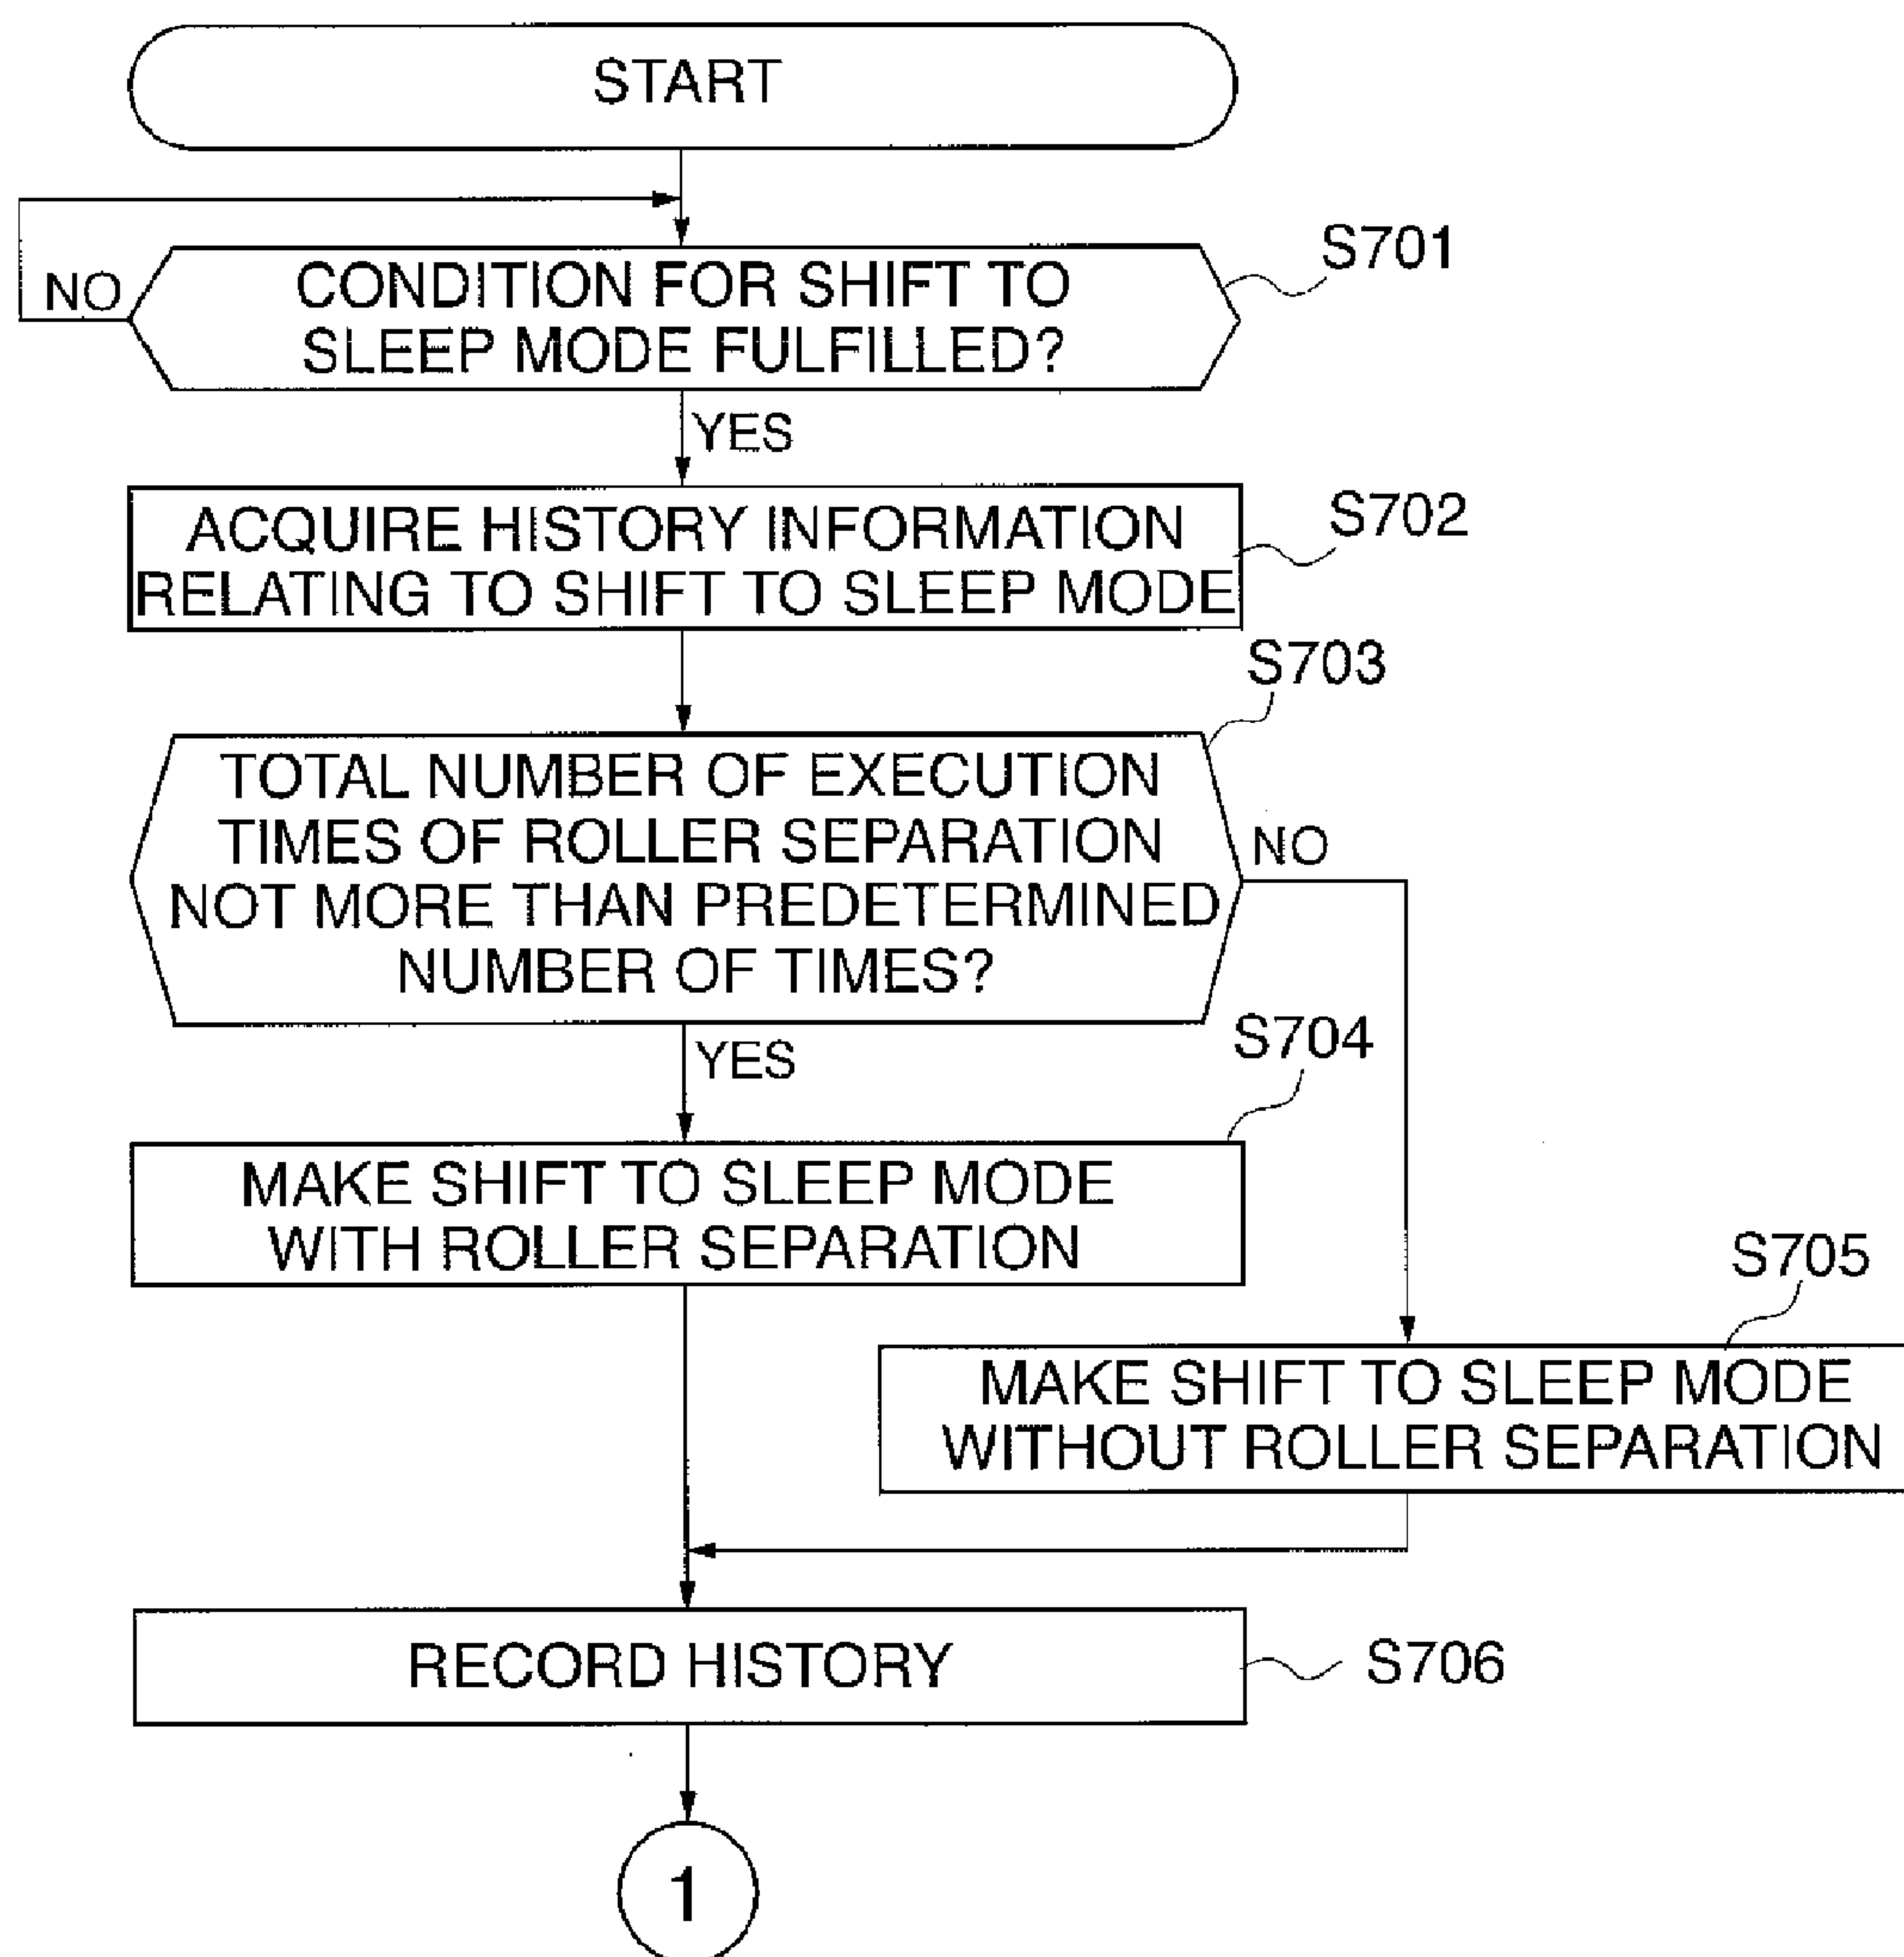 START
NO
CONDITION FOR SHIFT TO
SLEEP MODE FULFILLED?
S701
YES
ACQUIRE HISTORY INFORMATION
RELATING TO SHIFT TO SLEEP MODE
S702
S703
TOTAL NUMBER OF EXECUTION
TIMES OF ROLLER SEPARATION
NOT MORE THAN PREDETERMINED
NUMBER OF TIMES?
NO
YES
S704
MAKE SHIFT TO SLEEP MODE
WITH ROLLER SEPARATION
S705
MAKE SHIFT TO SLEEP MODE
WITHOUT ROLLER SEPARATION
RECORD HISTORY
S706
1